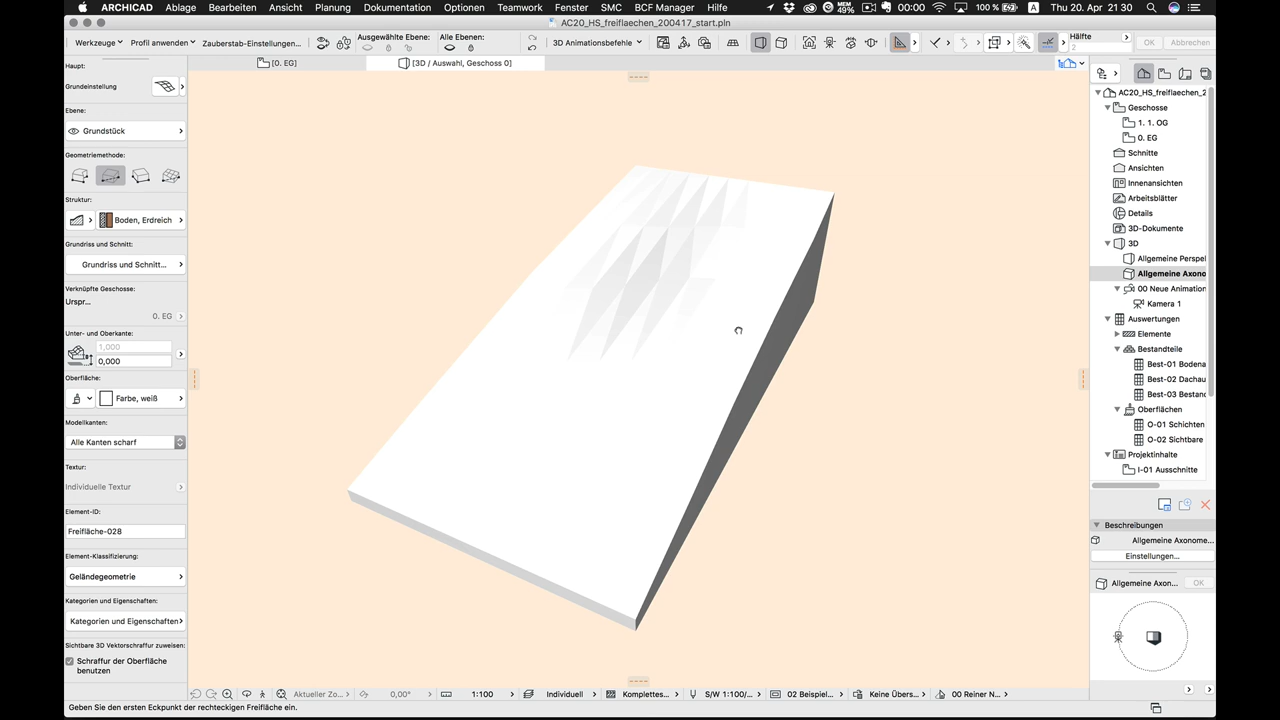 ARCHICAD Ablage Bearbeiten Ansicht Planung Dokumentation Optionen Teamwork Fenster SMC BCF Manager Hilfe
MEM 49% 00:00 100 % A Thu 20. Apr 21 30
AC20_HS_freiflaechen_200417_start.pln
Werkzeuge Profil anwenden Zauberstab-Einstellungen... Ausgewählte Ebene: Alle Ebenen: 3D Animationsbefehle Hälfte 2 OK Abbrechen
[0. EG] [3D / Auswahl, Geschoss 0]
Haupt:
Grundeinstellung
Ebene:
Grundstück
Geometriemethode:
Struktur:
Boden, Erdreich
Grundriss und Schnitt:
Grundriss und Schnitt...
Verknüpfte Geschosse:
Urspr...
0. EG
Unter- und Oberkante:
1,000
0,000
Oberfläche:
Farbe, weiß
Modelkanten:
Alle Kanten scharf
Textur:
Individuelle Textur
Element-ID:
Freifläche-028
Element-Klassifizierung:
Geländegeometrie
Kategorien und Eigenschaften:
Kategorien und Eigenschaften
Sichtbare 3D Vektorschraffur zuweisen:
Schraffur der Oberfläche
benutzen
AC20_HS_freiflaechen_2
Geschosse
1. 1. OG
0. EG
Schnitte
Ansichten
Innenansichten
Arbeitsblätter
Details
3D-Dokumente
3D
Allgemeine Perspe
Allgemeine Axono
00 Neue Animation
Kamera 1
Auswertungen
Elemente
Bestandteile
Best-01 Bodena
Best-02 Dachau
Best-03 Bestand
Oberflächen
O-01 Schichten
O-02 Sichtbare
Projektinhalte
I-01 Ausschnitte
Beschreibungen
Allgemeine Axonome...
Einstellungen...
Allgemeine Axon... OK
Aktueller Zo... 0,00° 1:100 Individuell Komplettes... S/W 1:100/... 02 Beispiel... Keine Übers... 00 Reiner N...
Geben Sie den ersten Eckpunkt der rechteckigen Freifläche ein.